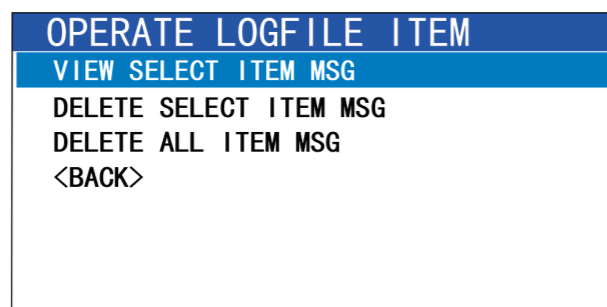 OPERATE LOGFILE ITEM
VIEW SELECT ITEM MSG
DELETE SELECT ITEM MSG
DELETE ALL ITEM MSG
<BACK>